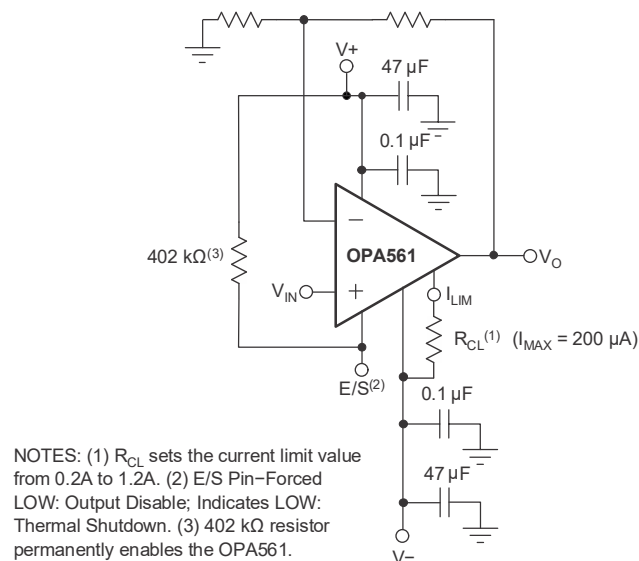 V+
47 µF
0.1 µF
−
OPA561
402 kΩ(3)
VIN
+
VO
ILIM
RCL(1) (IMAX = 200 µA)
E/S(2)
0.1 µF
47 µF
V−
NOTES: (1) RCL sets the current limit value
from 0.2A to 1.2A. (2) E/S Pin−Forced
LOW: Output Disable; Indicates LOW:
Thermal Shutdown. (3) 402 kΩ resistor
permanently enables the OPA561.